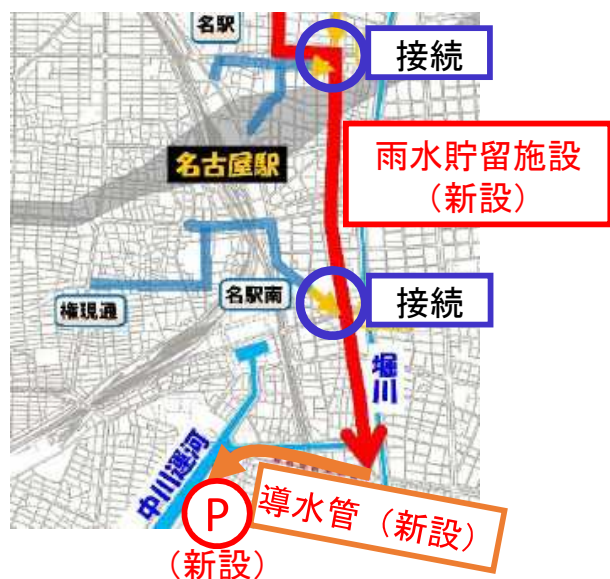 名駅
接続
雨水貯留施設
（新設）
名古屋駅
名駅南
権現通
接続
堀川
中川運河
P
（新設）
導水管（新設）